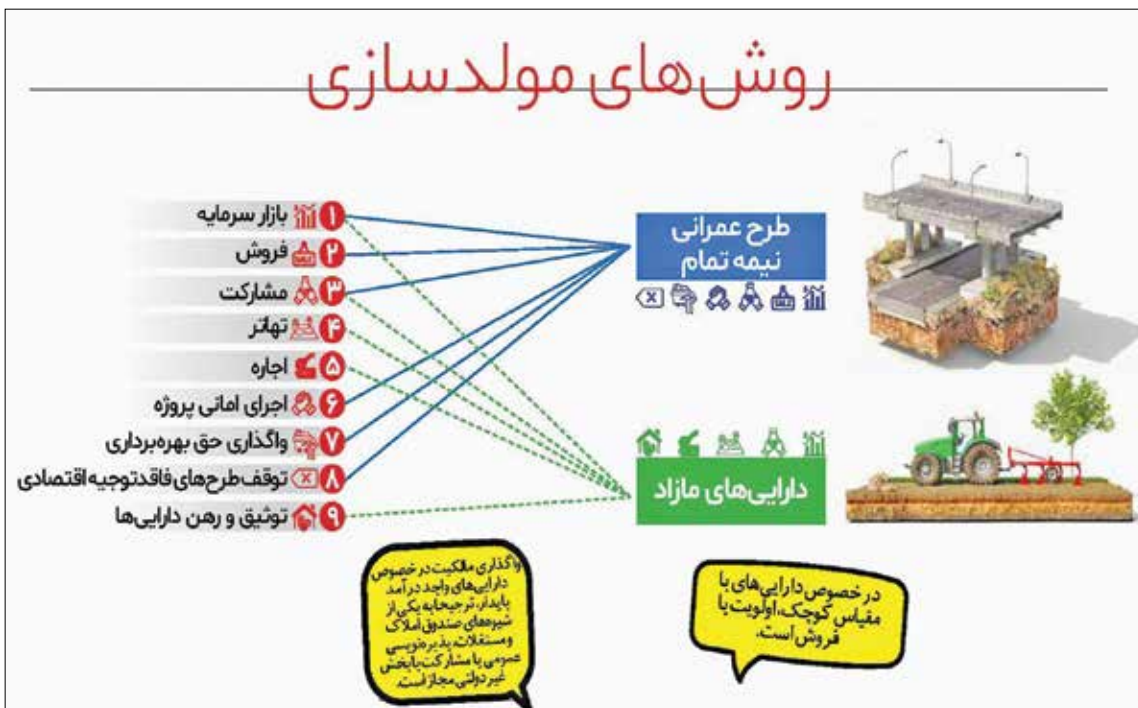 روش‌های مولدسازی
طرح عمرانی
نیمه تمام
دارایی‌های مازاد
۱ بازار سرمایه
۲ فروش
۳ مشارکت
۴ تهاتر
۵ اجاره
۶ اجرای امانی پروژه
۷ واگذاری حق بهره‌برداری
۸ توقف طرح‌های فاقد توجیه اقتصادی
۹ توثیق و رهن دارایی‌ها
در خصوص دارایی‌های با
مقیاس کوچک، اولویت با
فروش است.
واگذاری مالکیت در خصوص
دارایی‌های واجد درآمد
پایدار، ترجیحا به یکی از
شیوه‌های صندوق املاک
و مستغلات، پذیره‌نویسی
عمومی یا مشارکت با بخش
غیر دولتی مجاز است.